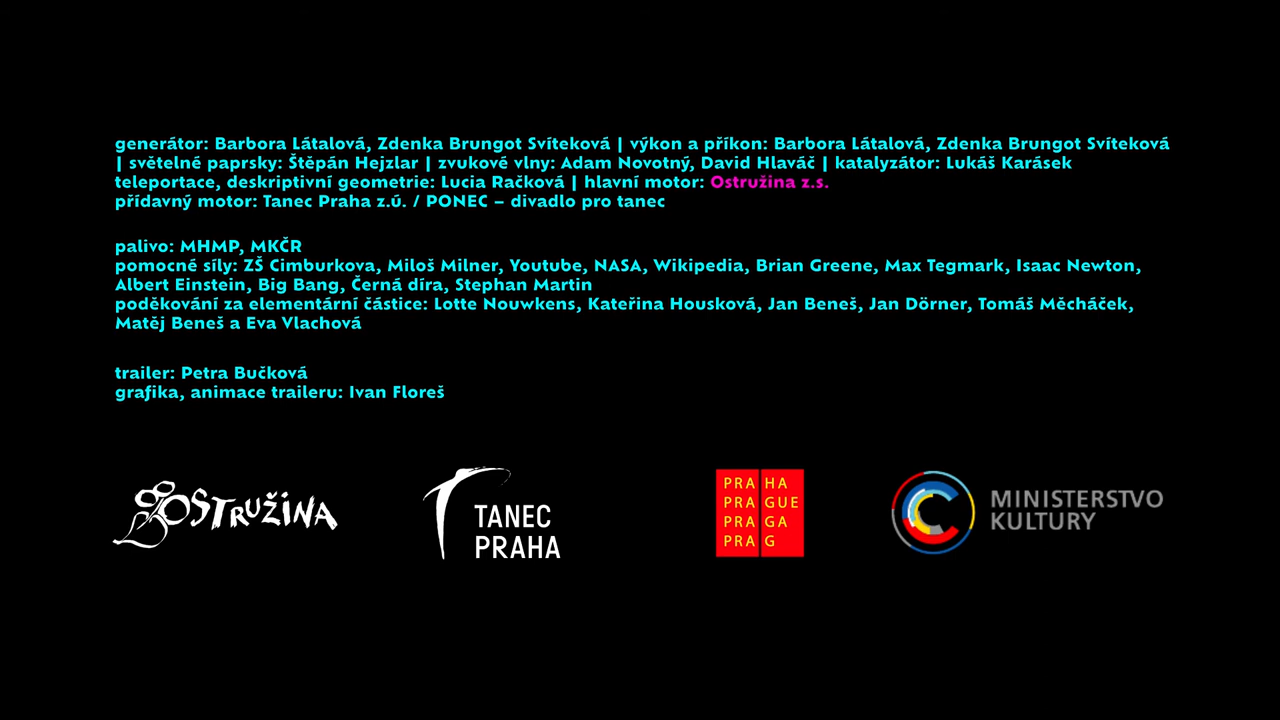 generátor: Barbora Látalová, Zdenka Brungot Svíteková | výkon a příkon: Barbora Látalová, Zdenka Brungot Svíteková
| světelné paprsky: Štěpán Hejzlar | zvukové vlny: Adam Novotný, David Hlaváč | katalyzátor: Lukáš Karásek
teleportace, deskriptivní geometrie: Lucia Račková | hlavní motor: Ostružina z.s.
přídavný motor: Tanec Praha z.ú. / PONEC – divadlo pro tanec
palivo: MHMP, MKČR
pomocné síly: ZŠ Cimburkova, Miloš Milner, Youtube, NASA, Wikipedia, Brian Greene, Max Tegmark, Isaac Newton,
Albert Einstein, Big Bang, Černá díra, Stephan Martin
poděkování za elementární částice: Lotte Nouwkens, Kateřina Housková, Jan Beneš, Jan Dörner, Tomáš Měcháček,
Matěj Beneš a Eva Vlachová
trailer: Petra Bučková
grafika, animace traileru: Ivan Floreš
OSTRUŽINA
TANEC
PRAHA
PRA HA
PRA GUE
PRA GA
PRA G
MINISTERSTVO
KULTURY